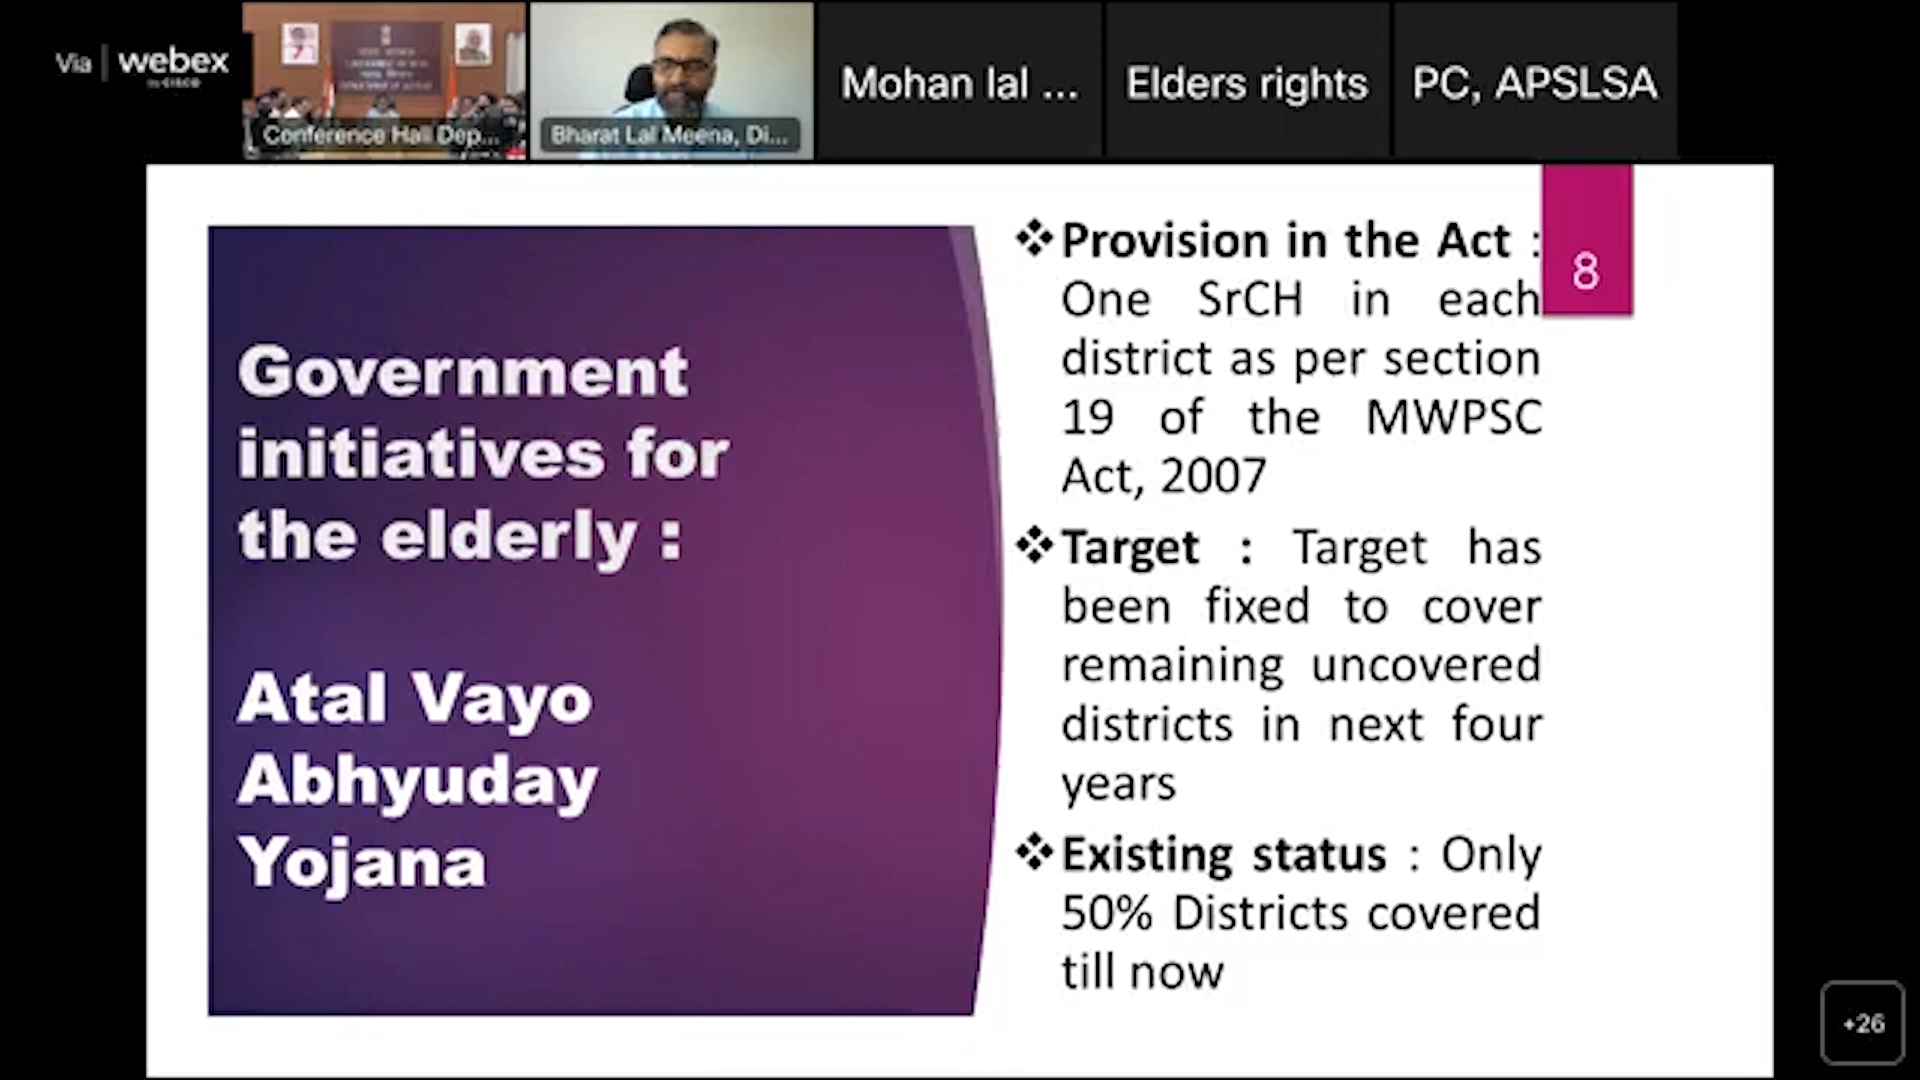 Via | webex
by CISCO
Conference Hall Dep...
Bharat Lal Meena, Di...
Mohan lal ...
Elders rights
PC, APSLSA
8
Government
initiatives for
the elderly :
Atal Vayo
Abhyuday
Yojana
❖Provision in the Act :
One SrCH in each
district as per section
19 of the MWPSC
Act, 2007
❖Target : Target has
been fixed to cover
remaining uncovered
districts in next four
years
❖Existing status : Only
50% Districts covered
till now
+26